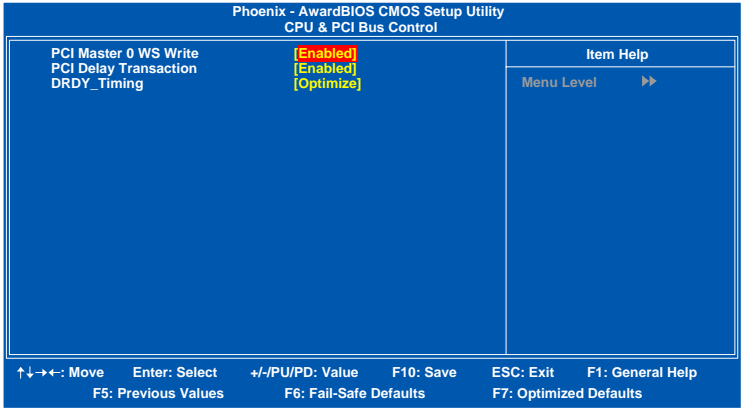 Phoenix - AwardBIOS CMOS Setup Utility
CPU & PCI Bus Control
PCI Master 0 WS Write [Enabled]
PCI Delay Transaction [Enabled]
DRDY_Timing [Optimize]
Item Help
Menu Level ▶▶
↑↓→←: Move Enter: Select +/-/PU/PD: Value F10: Save ESC: Exit F1: General Help
F5: Previous Values F6: Fail-Safe Defaults F7: Optimized Defaults